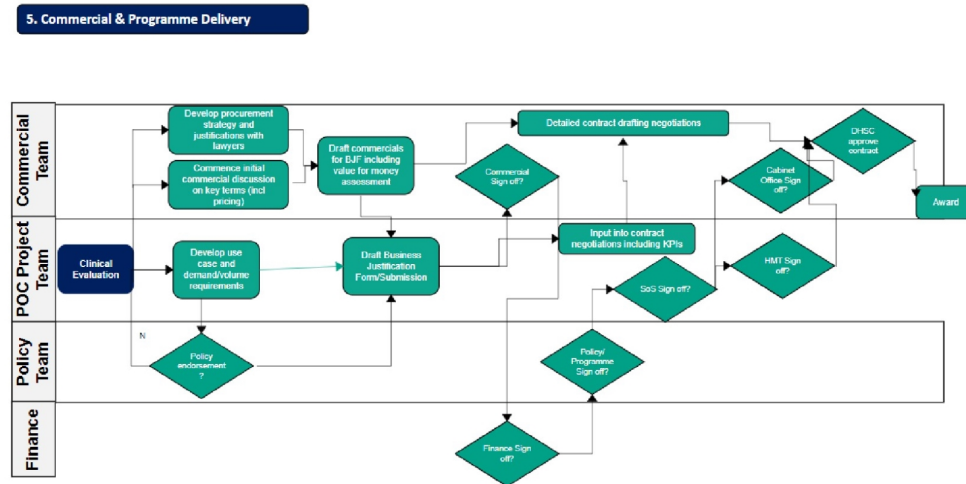 5. Commercial & Programme Delivery
Commercial
Team
Develop procurement
strategy and
justifications with
lawyers
Commence initial
commercial discussion
on key terms (incl
pricing)
Draft commercials
for BJF including
value for money
assessment
Commercial
Sign off?
Detailed contract drafting negotiations
Cabinet
Office Sign
off?
DHSC
approve
contract
Award
POC Project
Team
Clinical
Evaluation
Develop use
case and
demand/volume
requirements
Draft Business
Justification
Form/Submission
Input into contract
negotiations including KPIs
SoS Sign off?
HMT Sign
off?
Policy
Team
N
Policy
endorsement
?
Policy/
Programme
Sign off?
Finance
Finance Sign
off?